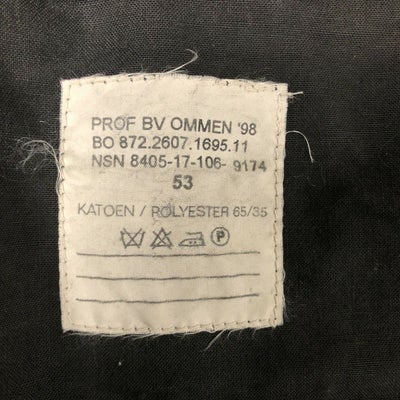 PROF BV OMMEN '98
BO 872.2607.1695.11
NSN 8405-17-106-9174
53
KATOEN / POLYESTER 65/35
P